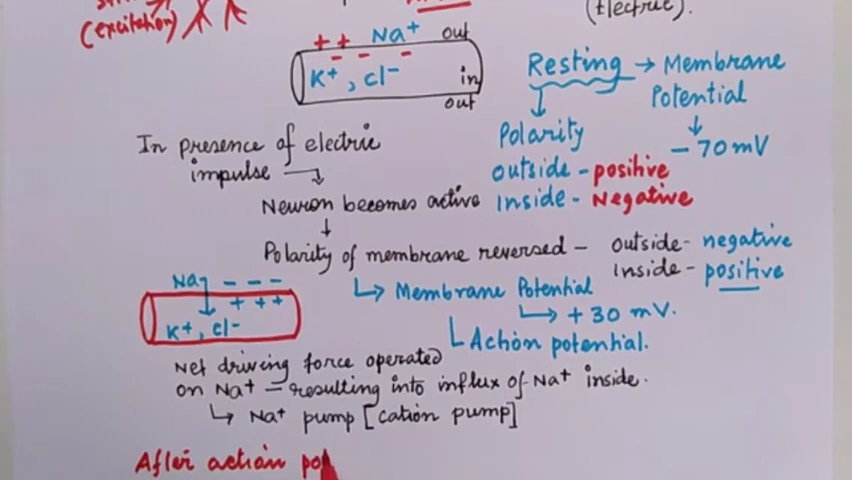 (excitation)
(Electric).
+ + Na+ out
- - -
K+, Cl- in
out
Resting → Membrane
Potential
- 70 mV
Polarity
outside - positive
inside - Negative
In presence of electric
impulse
Neuron becomes active
Polarity of membrane reversed - outside - negative
inside - positive
Membrane Potential
+ 30 mV.
Action potential.
Na - - -
+ + +
K+, Cl-
Net driving force operated
on Na+ - resulting into influx of Na+ inside.
Na+ pump [cation pump]
After action po